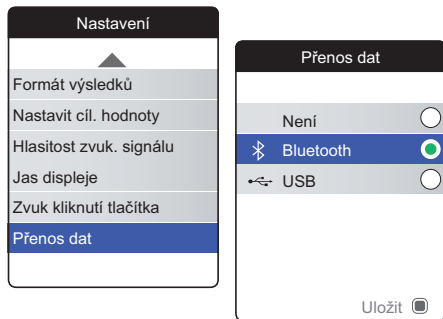 Nastavení
Formát výsledků
Nastavit cíl. hodnoty
Hlasitost zvuk. signálu
Jas displeje
Zvuk kliknutí tlačítka
Přenos dat
Přenos dat
Není
Bluetooth
USB
Uložit